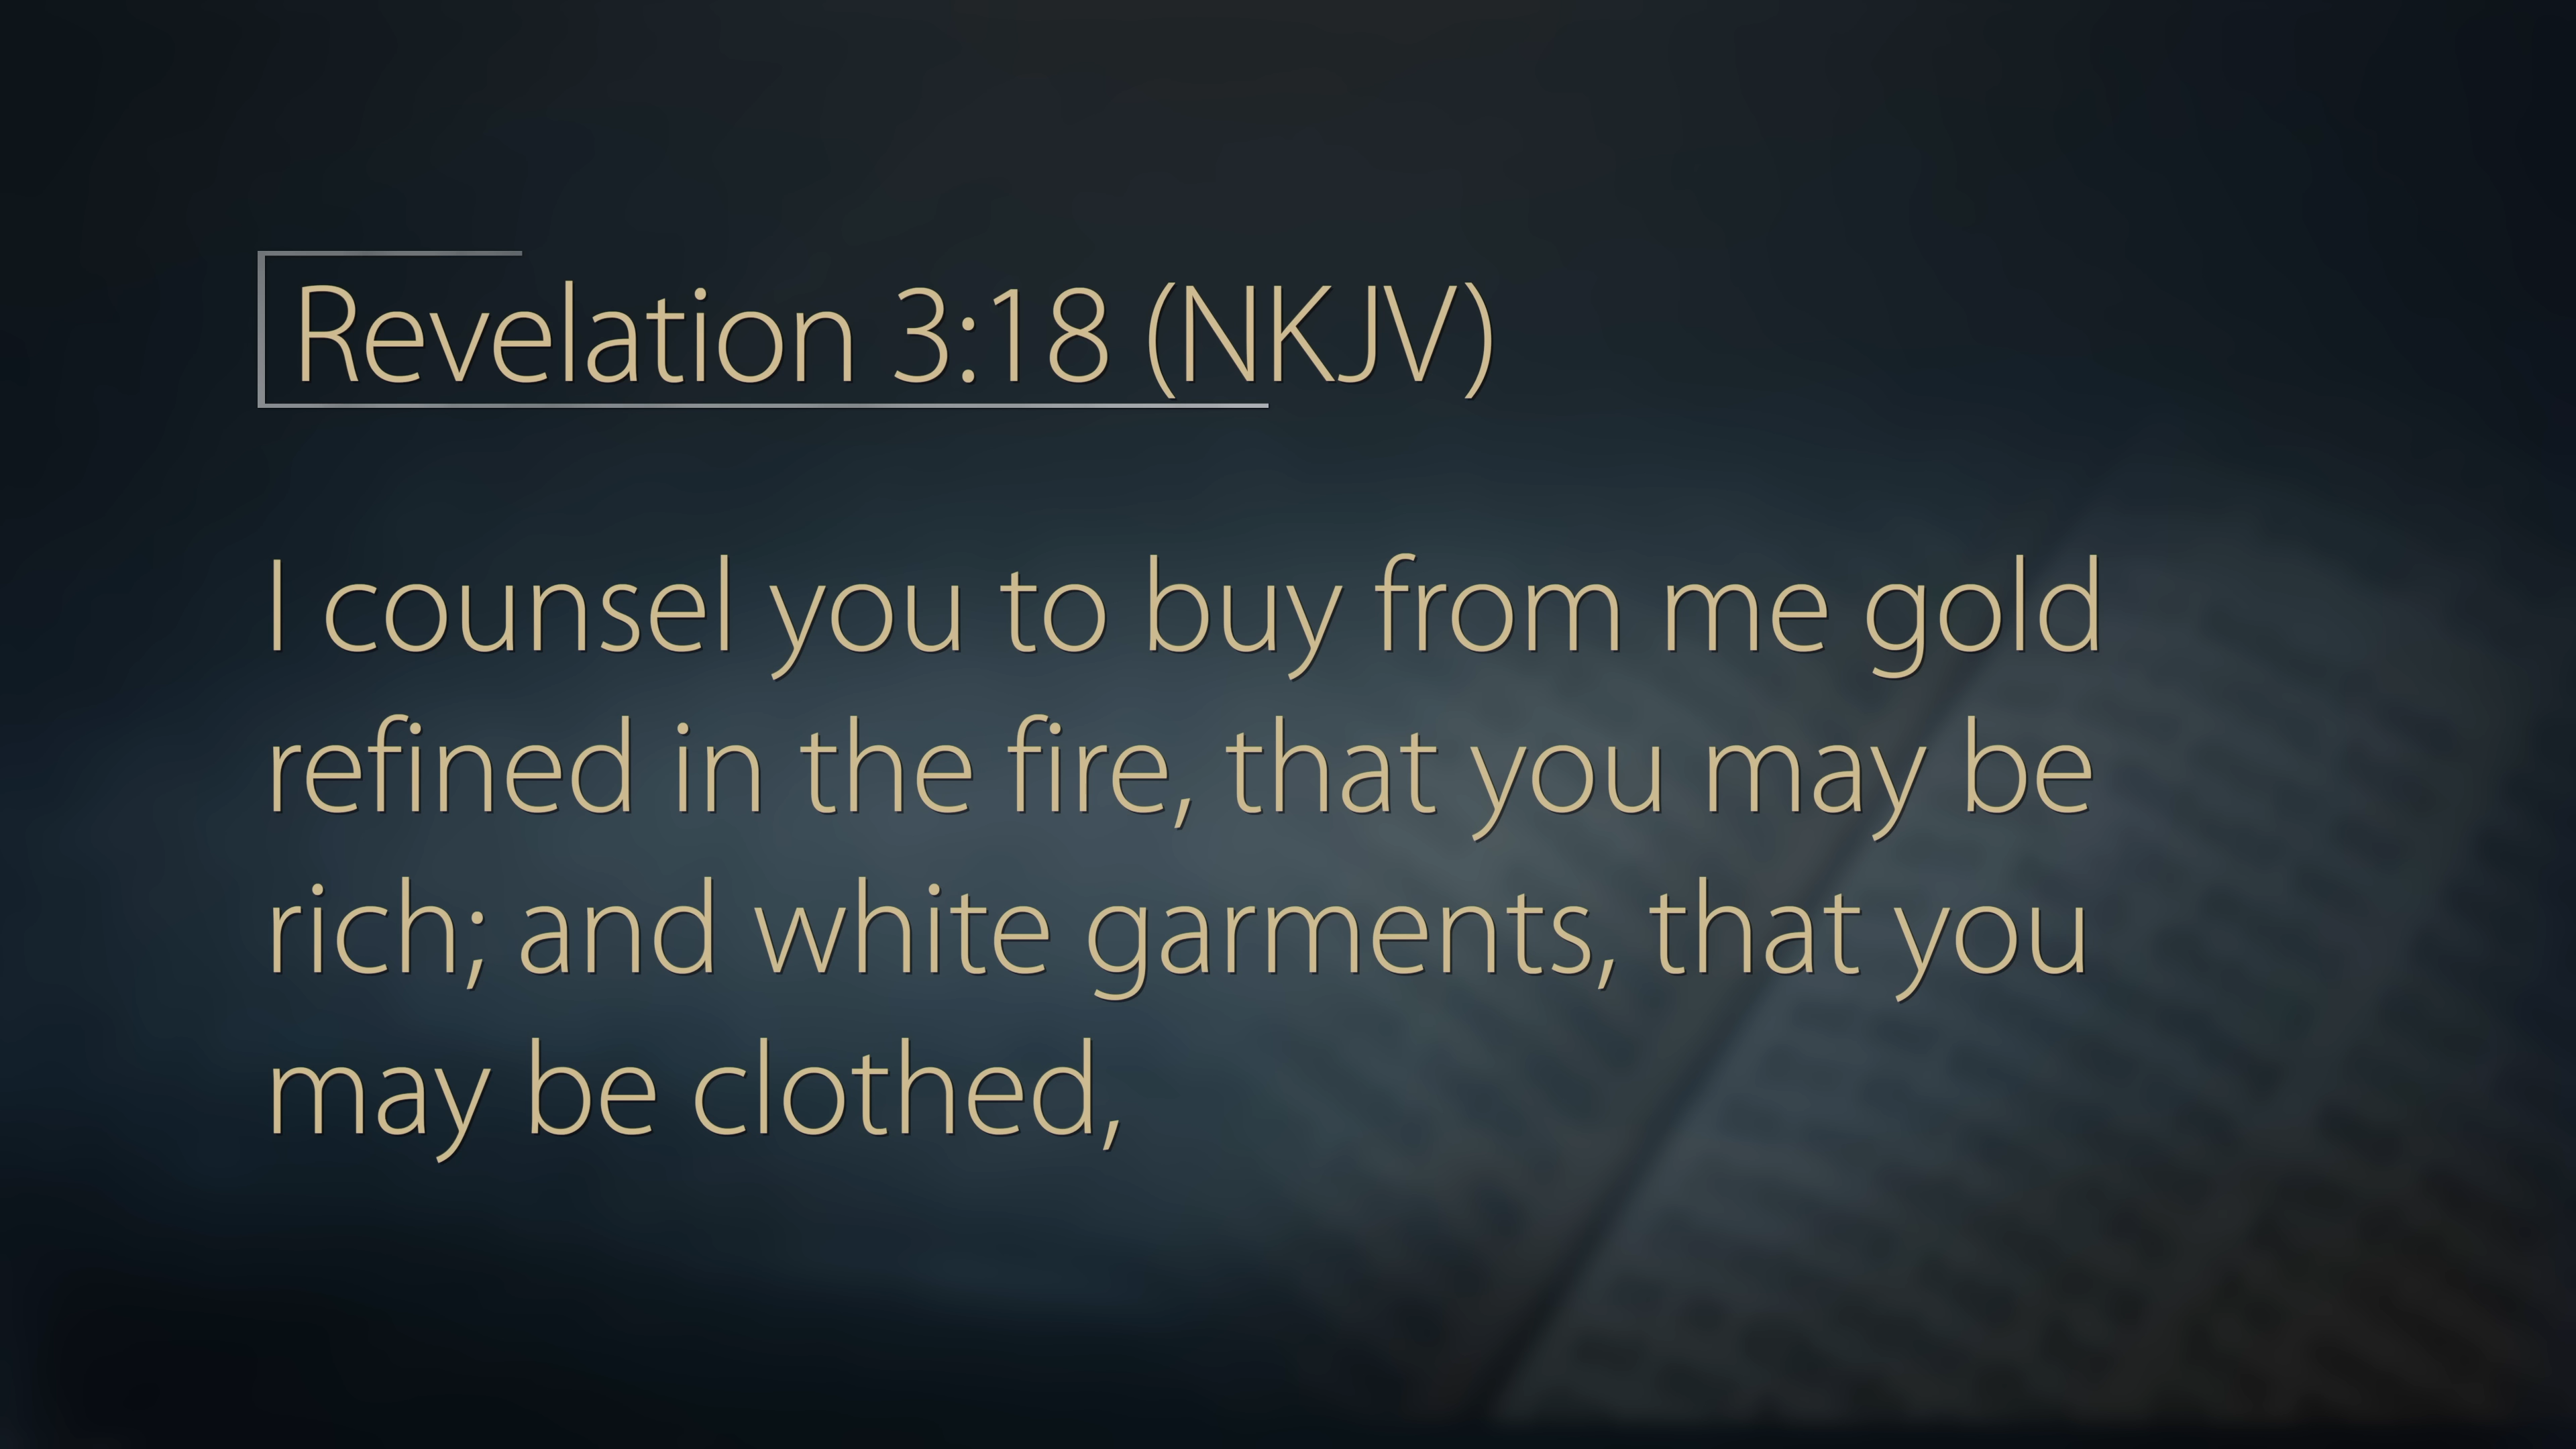 Revelation 3:18 (NKJV)
I counsel you to buy from me gold
refined in the fire, that you may be
rich; and white garments, that you
may be clothed,